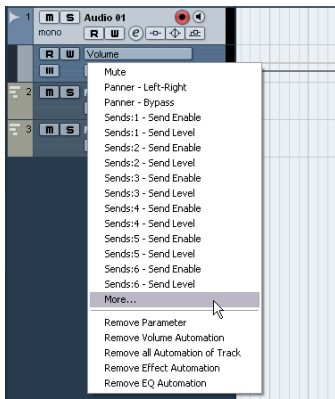 1 m S Audio 01
mono R W e
R W Volume
Mute
Panner - Left-Right
Panner - Bypass
Sends:1 - Send Enable
Sends:1 - Send Level
2 m S
Sends:2 - Send Enable
Sends:2 - Send Level
Sends:3 - Send Enable
3 m S
Sends:3 - Send Level
Sends:4 - Send Enable
Sends:4 - Send Level
Sends:5 - Send Enable
Sends:5 - Send Level
Sends:6 - Send Enable
Sends:6 - Send Level
More...
Remove Parameter
Remove Volume Automation
Remove all Automation of Track
Remove Effect Automation
Remove EQ Automation